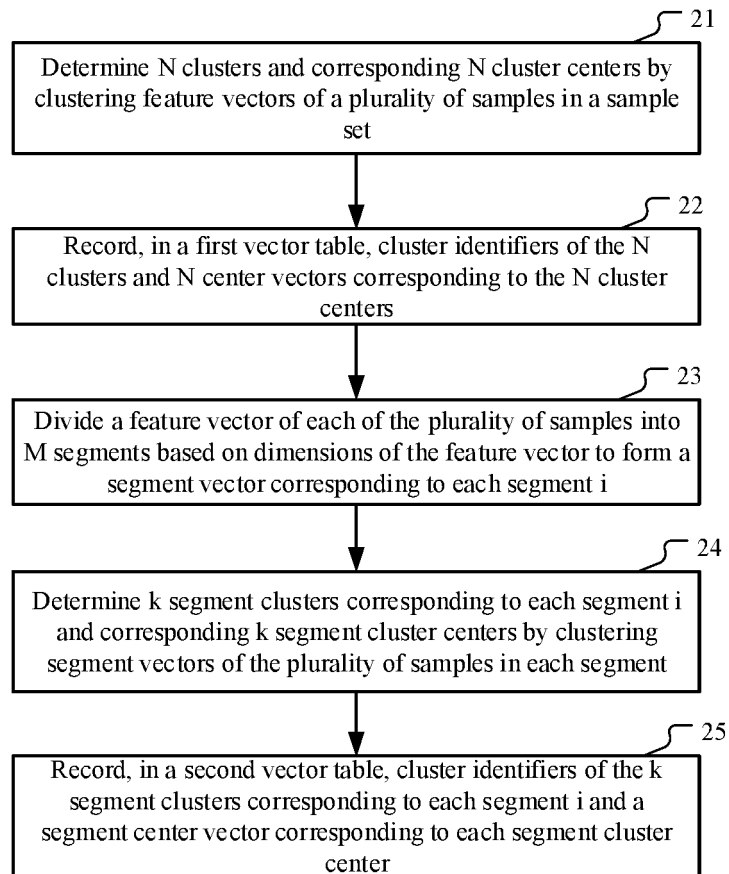 21
Determine N clusters and corresponding N cluster centers by
clustering feature vectors of a plurality of samples in a sample
set
22
Record, in a first vector table, cluster identifiers of the N
clusters and N center vectors corresponding to the N cluster
centers
23
Divide a feature vector of each of the plurality of samples into
M segments based on dimensions of the feature vector to form a
segment vector corresponding to each segment i
24
Determine k segment clusters corresponding to each segment i
and corresponding k segment cluster centers by clustering
segment vectors of the plurality of samples in each segment
25
Record, in a second vector table, cluster identifiers of the k
segment clusters corresponding to each segment i and a
segment center vector corresponding to each segment cluster
center